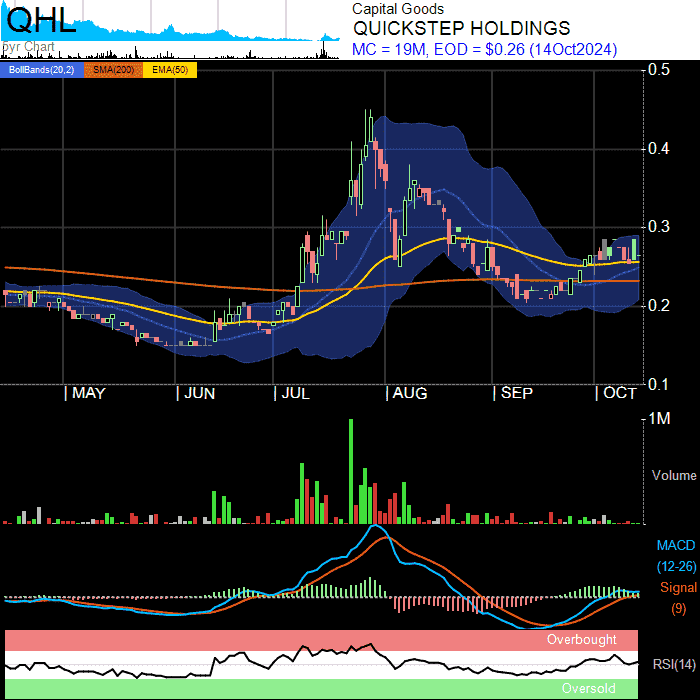 QHL
Capital Goods
QUICKSTEP HOLDINGS
MC = 19M, EOD = $0.26 (14Oct2024)
Chart
BollBands(20,2) SMA(200) EMA(50)
0.5
0.4
0.3
0.2
0.1
MAY JUN JUL AUG SEP OCT
1M
Volume
MACD
(12-26)
Signal
(9)
Overbought
RSI(14)
Oversold